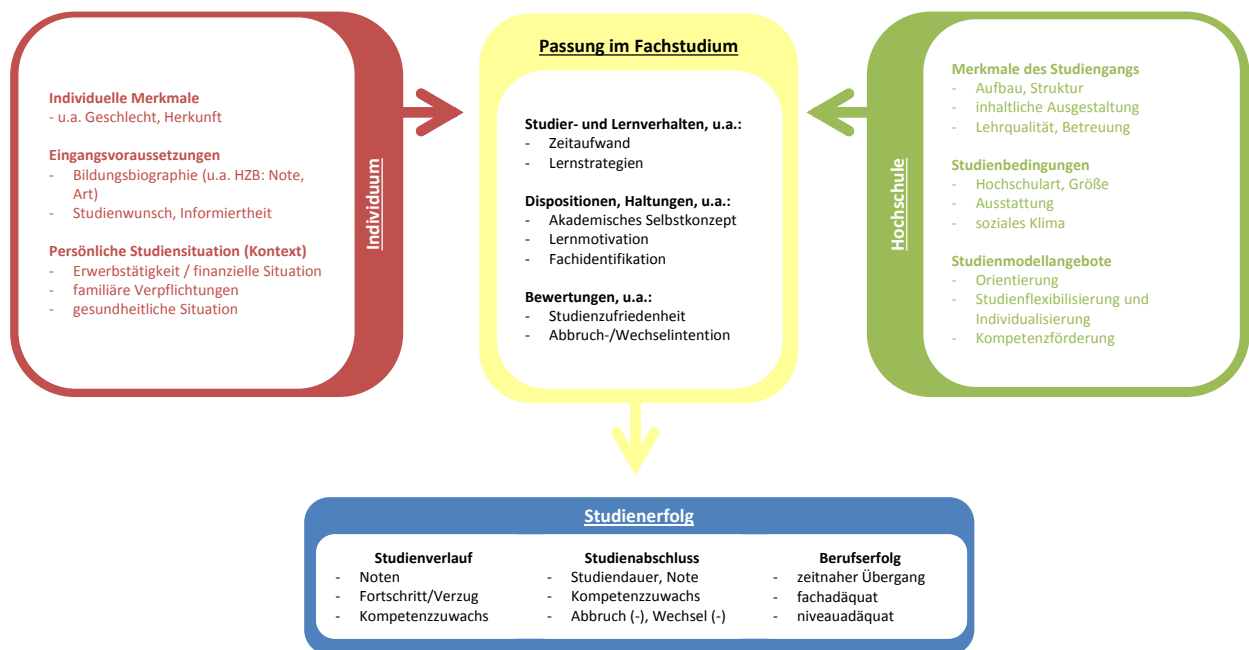 Individuelle Merkmale
- u.a. Geschlecht, Herkunft
Eingangsvoraussetzungen
- Bildungsbiographie (u.a. HZB: Note,
Art)
- Studienwunsch, Informiertheit
Persönliche Studiensituation (Kontext)
- Erwerbstätigkeit / finanzielle Situation
- familiäre Verpflichtungen
- gesundheitliche Situation
Individuum
Passung im Fachstudium
Studier- und Lernverhalten, u.a.:
- Zeitaufwand
- Lernstrategien
Dispositionen, Haltungen, u.a.:
- Akademisches Selbstkonzept
- Lernmotivation
- Fachidentifikation
Bewertungen, u.a.:
- Studienzufriedenheit
- Abbruch-/Wechselintention
Hochschule
Merkmale des Studiengangs
- Aufbau, Struktur
- inhaltliche Ausgestaltung
- Lehrqualität, Betreuung
Studienbedingungen
- Hochschulart, Größe
- Ausstattung
- soziales Klima
Studienmodellangebote
- Orientierung
- Studienflexibilisierung und
Individualisierung
- Kompetenzförderung
Studienerfolg
Studienverlauf
- Noten
- Fortschritt/Verzug
- Kompetenzzuwachs
Studienabschluss
- Studiendauer, Note
- Kompetenzzuwachs
- Abbruch (-), Wechsel (-)
Berufserfolg
- zeitnaher Übergang
- fachadäquat
- niveauadäquat